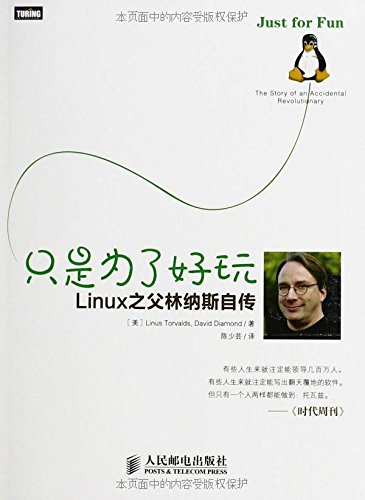 本页面中的内容受版权保护
TURING
Just for Fun
The Story of an Accidental
Revolutionary
只是为了好玩
Linux之父林纳斯自传
［美］Linus Torvalds, David Diamond / 著
陈少芸 / 译
有些人生来就注定能领导几百万人，
有些人生来就注定能写出翻天覆地的软件。
但只有一个人两样都能做到：托瓦兹。
——《时代周刊》
人民邮电出版社
POSTS & TELECOM PRESS
本页面中的内容受版权保护